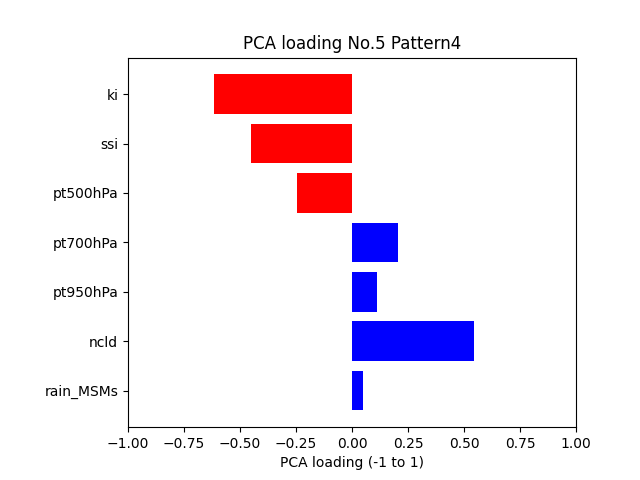 PCA loading No.5 Pattern4
ki
ssi
pt500hPa
pt700hPa
pt950hPa
ncld
rain_MSMs
−1.00 −0.75 −0.50 −0.25 0.00 0.25 0.50 0.75 1.00
PCA loading (-1 to 1)